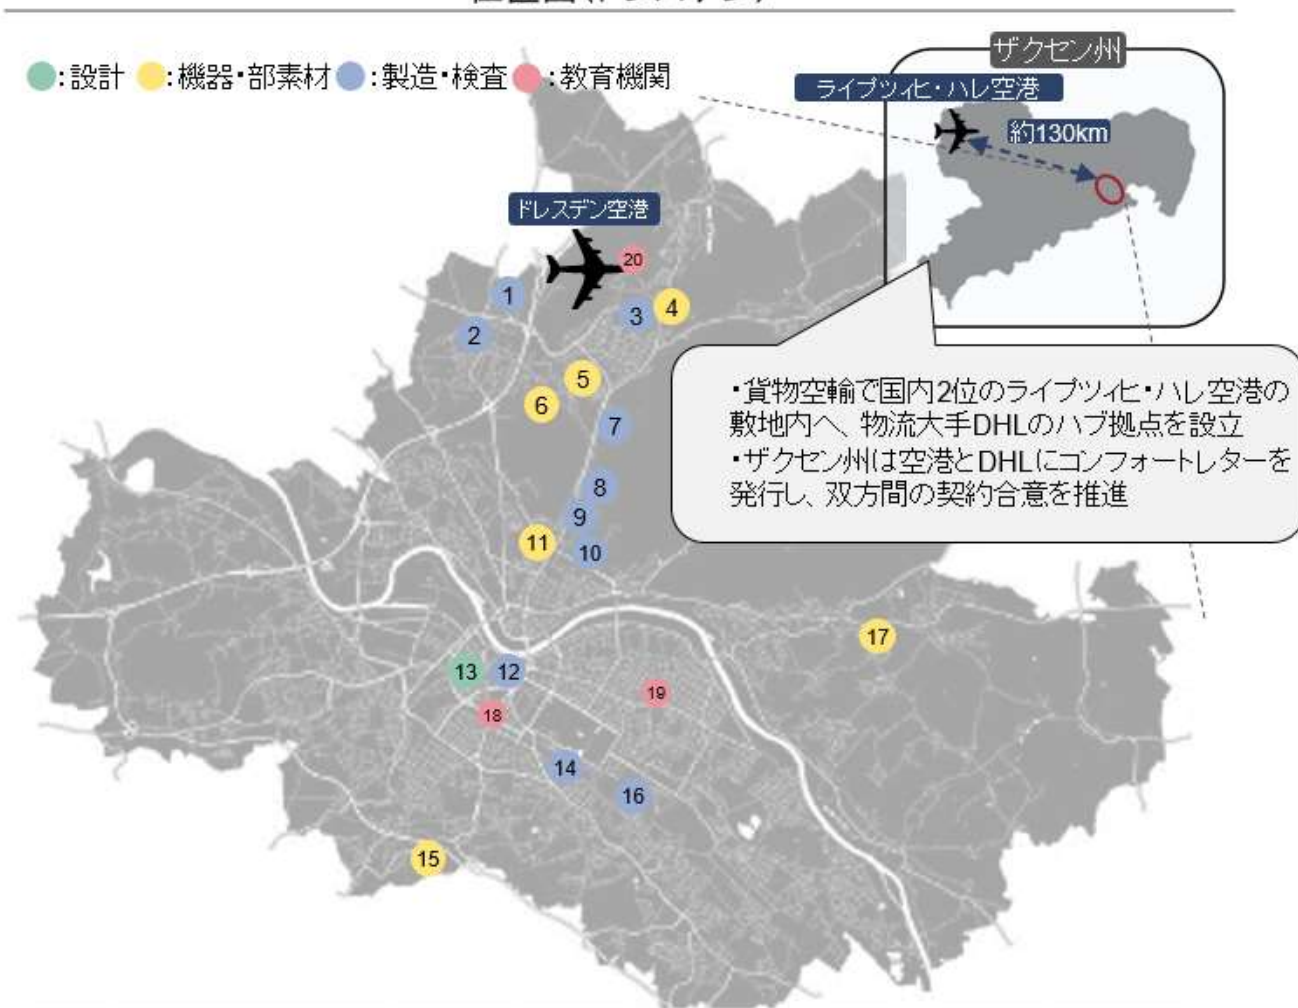 :設計 :機器・部素材 :製造・検査 :教育機関
ザクセン州
ライプツィヒ・ハレ空港
約130km
ドレスデン空港
20
1
3
4
2
・貨物空輸で国内2位のライプツィヒ・ハレ空港の
敷地内へ、物流大手DHLのハブ拠点を設立
・ザクセン州は空港とDHLにコンフォートレターを
発行し、双方間の契約合意を推進
5
6
7
8
9
11
10
17
13
12
19
18
14
16
15